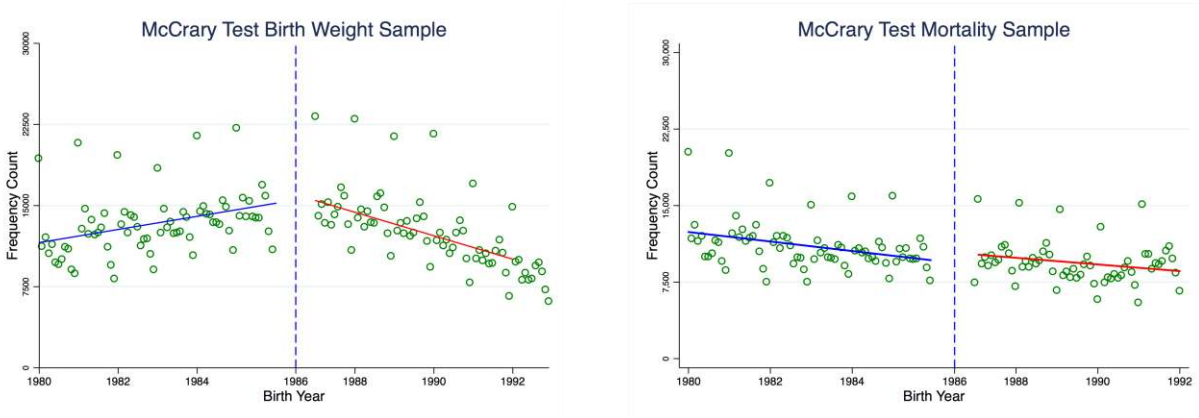 McCrary Test Birth Weight Sample
Frequency Count
30000
22500
15000
7500
0
1980 1982 1984 1986 1988 1990 1992
Birth Year
McCrary Test Mortality Sample
Frequency Count
30,000
22,500
15,000
7,500
0
1980 1982 1984 1986 1988 1990 1992
Birth Year